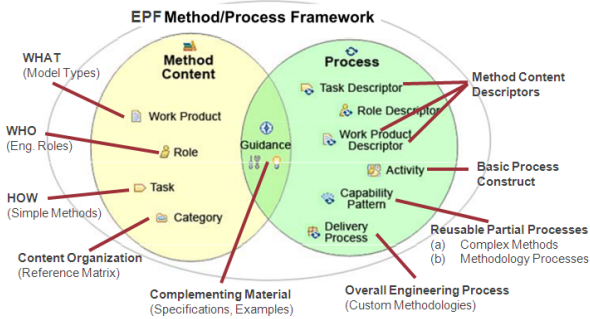 EPF Method/Process Framework
Method
Content
Work Product
Role
Task
Category
Guidance
Process
Task Descriptor
Role Descriptor
Work Product
Descriptor
Activity
Capability
Pattern
Delivery
Process
WHAT
(Model Types)
WHO
(Eng. Roles)
HOW
(Simple Methods)
Content Organization
(Reference Matrix)
Complementing Material
(Specifications, Examples)
Method Content
Descriptors
Basic Process
Construct
Reusable Partial Processes
(a) Complex Methods
(b) Methodology Processes
Overall Engineering Process
(Custom Methodologies)